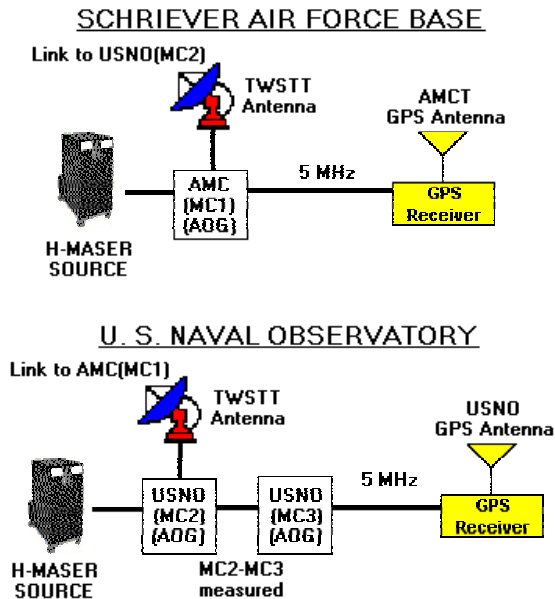 SCHRIEVER AIR FORCE BASE
Link to USNO(MC2)
TWSTT
Antenna
AMCT
GPS Antenna
AMC
(MC1)
(AOG)
5 MHz
GPS
Receiver
H-MASER
SOURCE
U. S. NAVAL OBSERVATORY
Link to AMC(MC1)
TWSTT
Antenna
USNO
GPS Antenna
USNO
(MC2)
(AOG)
USNO
(MC3)
(AOG)
5 MHz
GPS
Receiver
H-MASER
SOURCE
MC2-MC3
measured